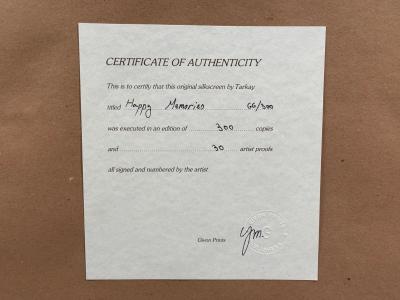 CERTIFICATE OF AUTHENTICITY
This is to certify that this original silkscreen by Tarkay
titled Happy Memories 66/300
was executed in an edition of 300 copies
and 30 artist proofs
all signed and numbered by the artist
Prints